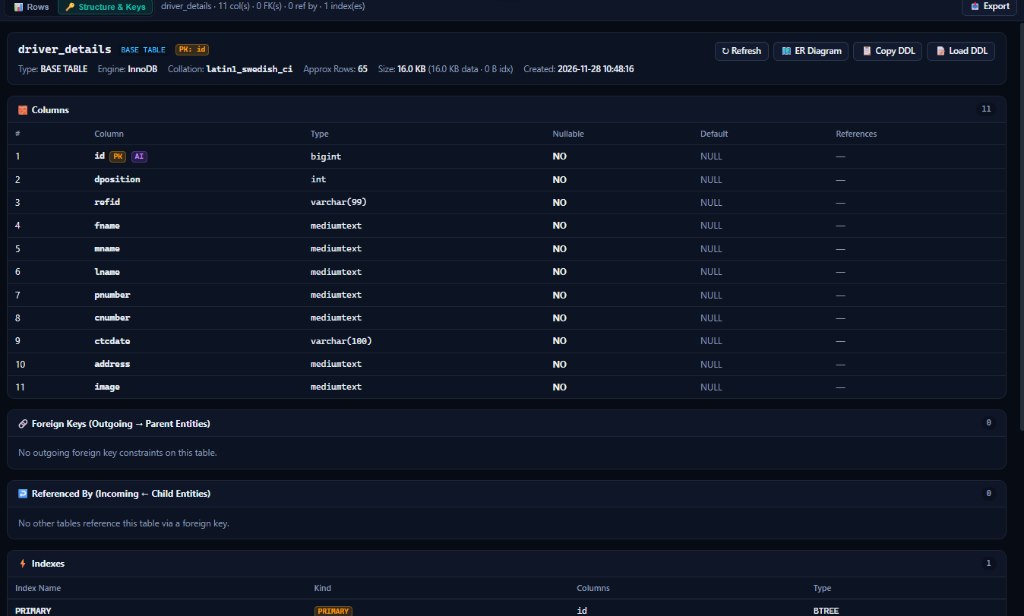 Rows Structure & Keys driver_details · 11 col(s) · 0 FK(s) · 0 ref by · 1 index(es) Export
driver_details BASE TABLE PK: id Refresh ER Diagram Copy DDL Load DDL
Type: BASE TABLE Engine: InnoDB Collation: latin1_swedish_ci Approx Rows: 65 Size: 16.0 KB (16.0 KB data · 0 B idx) Created: 2026-11-28 10:48:16
Columns 11
# Column Type Nullable Default References
1 id PK AI bigint NO NULL —
2 dposition int NO NULL —
3 refid varchar(99) NO NULL —
4 fname mediumtext NO NULL —
5 mname mediumtext NO NULL —
6 lname mediumtext NO NULL —
7 pnumber mediumtext NO NULL —
8 cnumber mediumtext NO NULL —
9 ctcdate varchar(100) NO NULL —
10 address mediumtext NO NULL —
11 image mediumtext NO NULL —
Foreign Keys (Outgoing → Parent Entities) 0
No outgoing foreign key constraints on this table.
Referenced By (Incoming ← Child Entities) 0
No other tables reference this table via a foreign key.
Indexes 1
Index Name Kind Columns Type
PRIMARY PRIMARY id BTREE